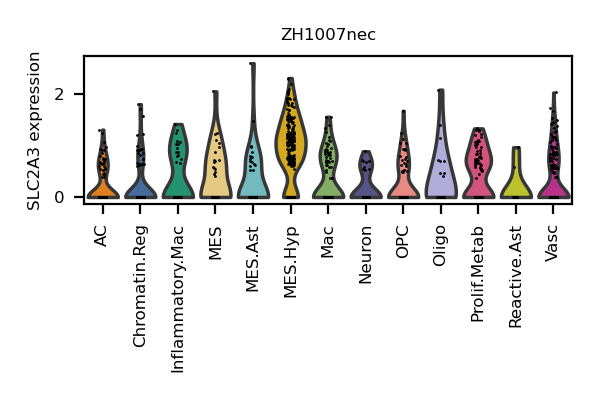 ZH1007nec
SLC2A3 expression
2
0
AC
Chromatin.Reg
Inflammatory.Mac
MES
MES.Ast
MES.Hyp
Mac
Neuron
OPC
Oligo
Prolif.Metab
Reactive.Ast
Vasc